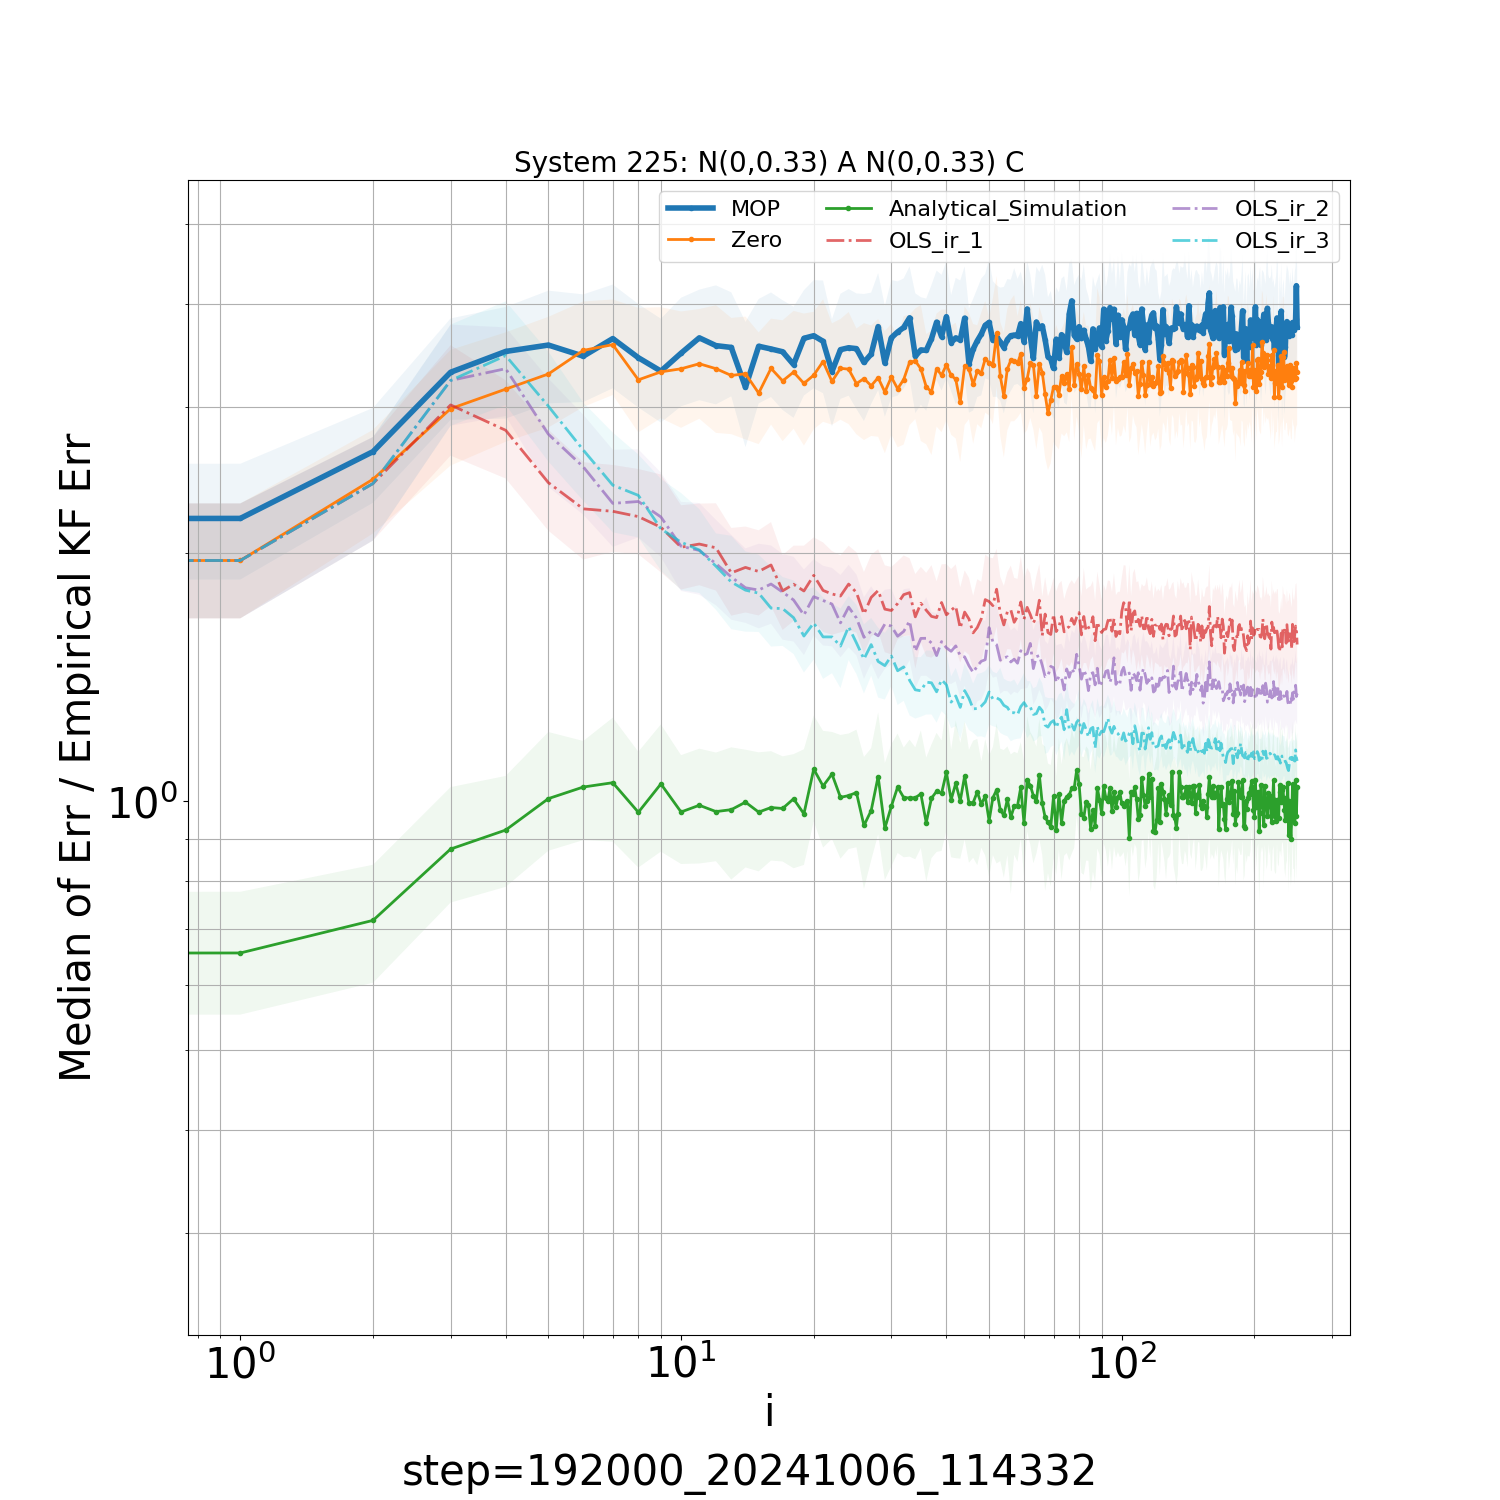 System 225: N(0,0.33) A N(0,0.33) C
MOP
Zero
Analytical_Simulation
OLS_ir_1
OLS_ir_2
OLS_ir_3
Median of Err / Empirical KF Err
10⁰
10⁰ 10¹ 10²
i
step=192000_20241006_114332